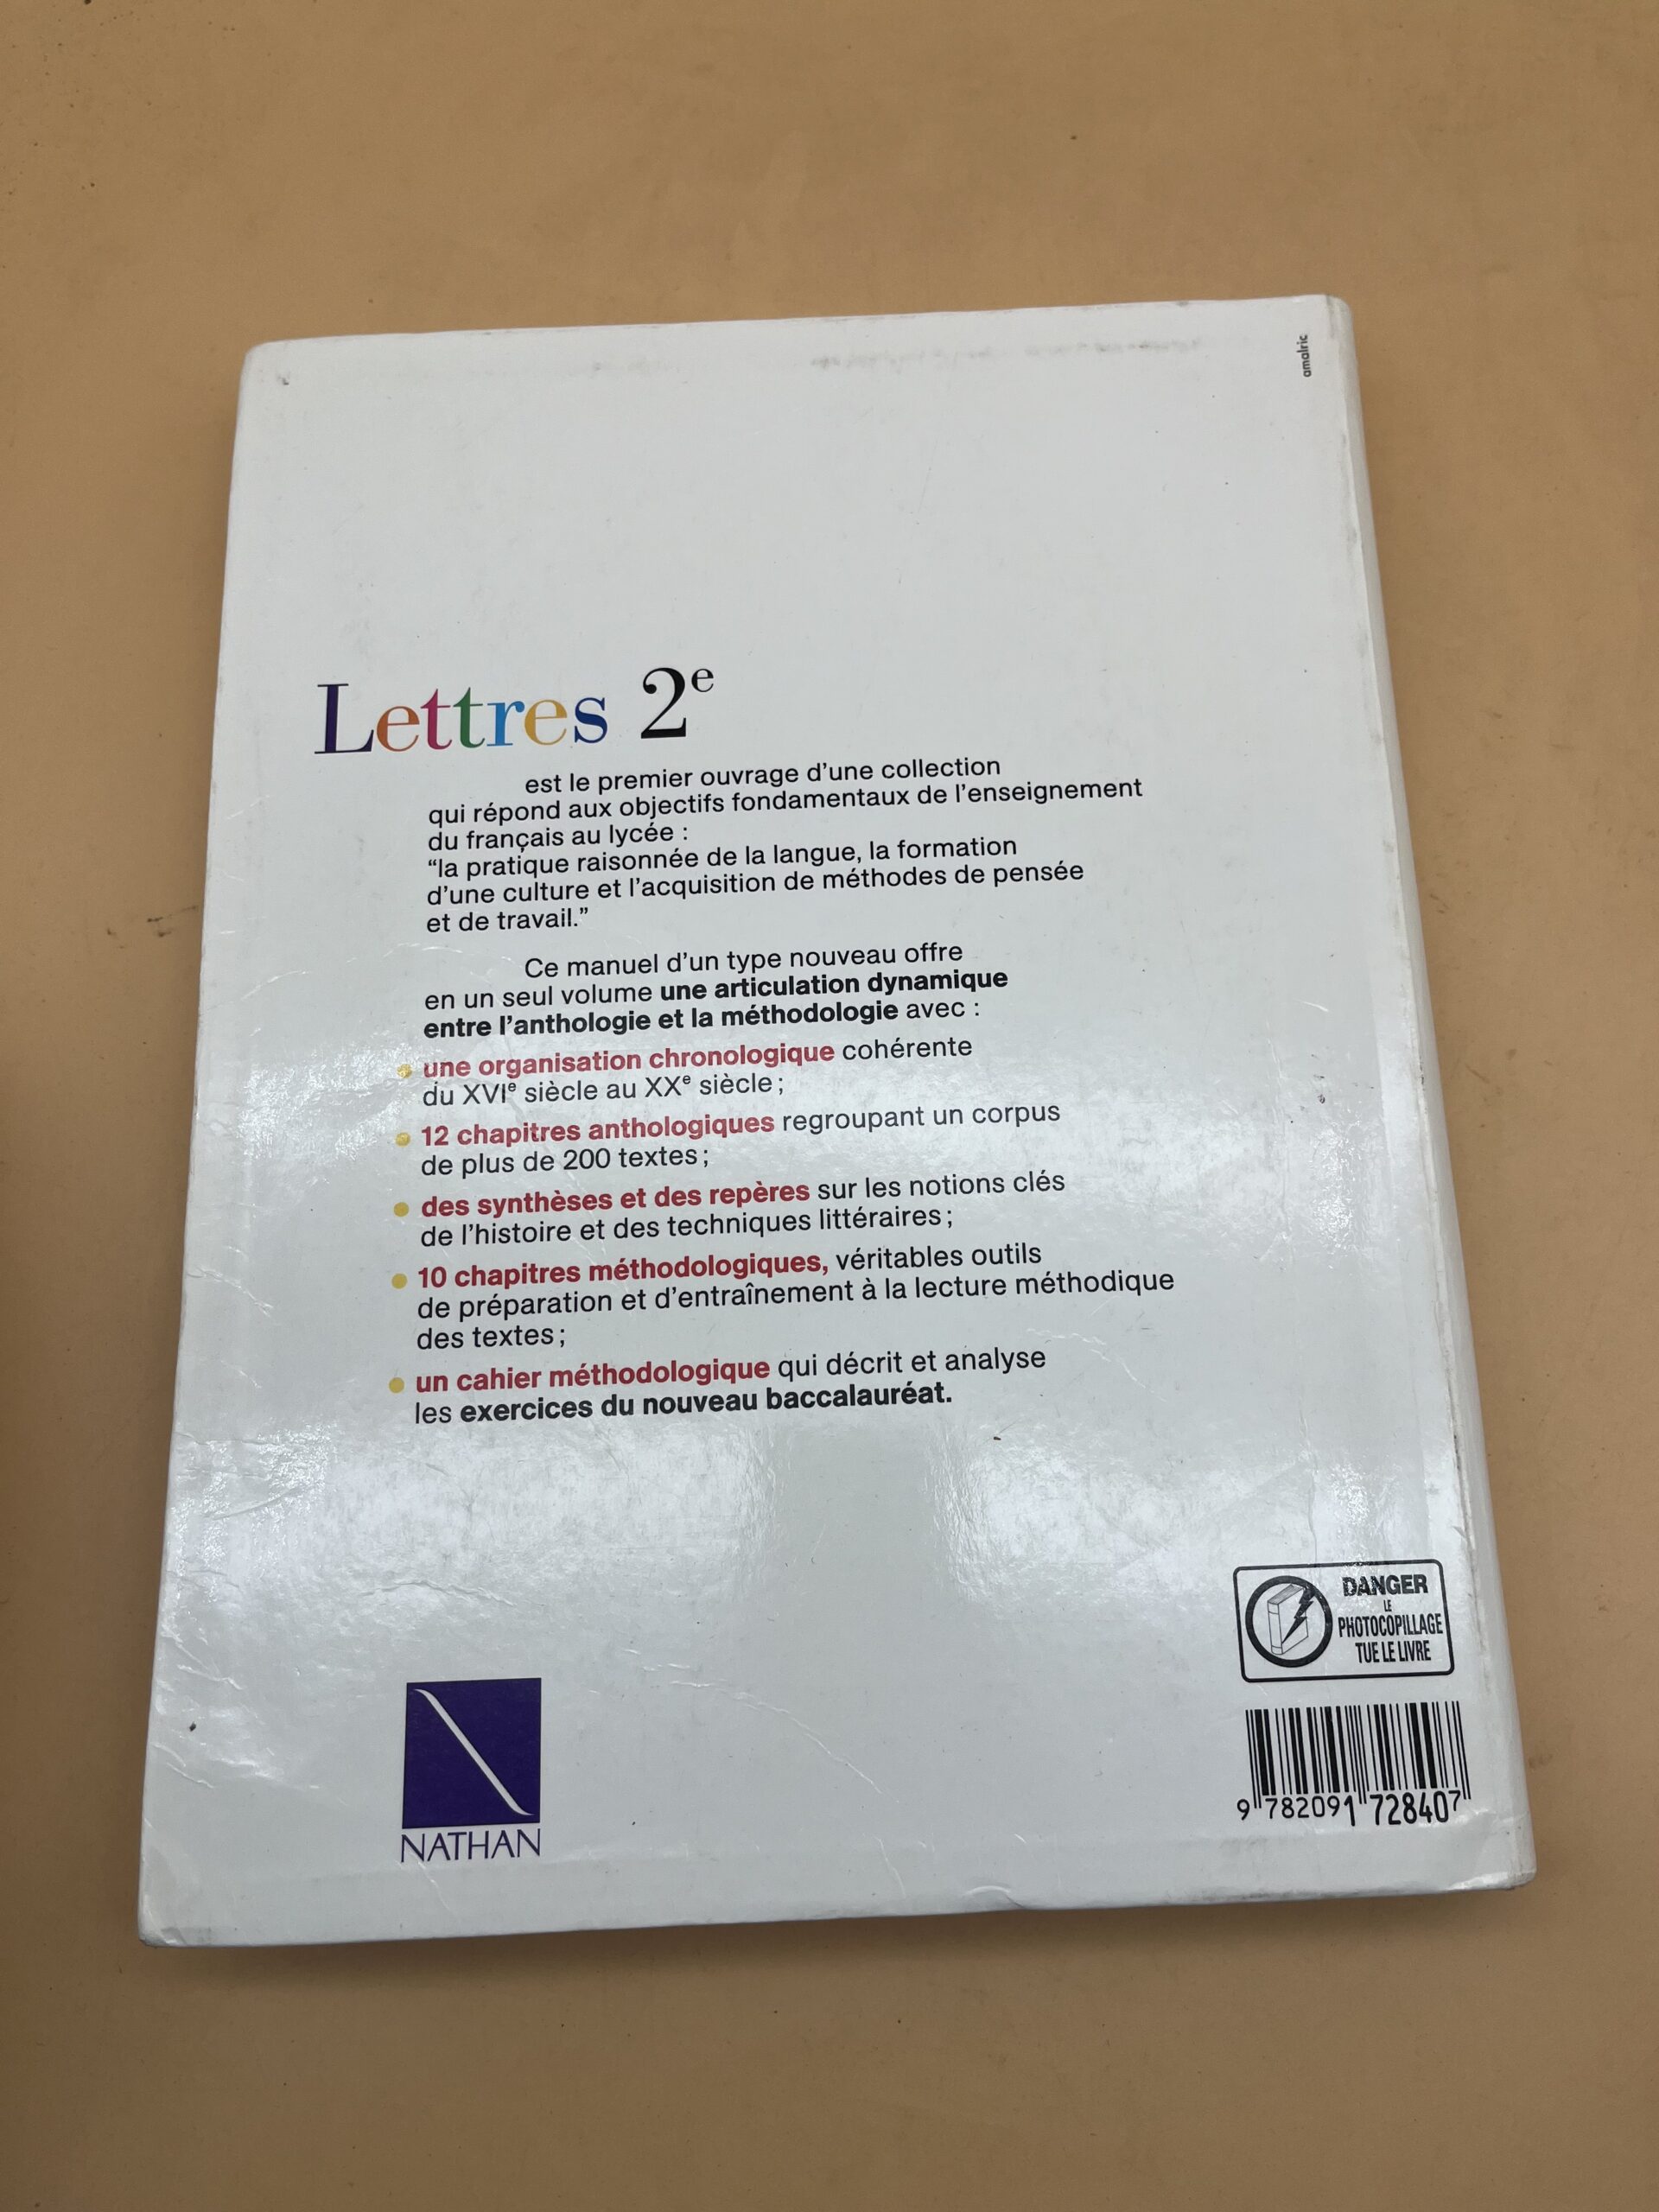 amalric
Lettres 2e
est le premier ouvrage d'une collection
qui répond aux objectifs fondamentaux de l'enseignement
du français au lycée :
“la pratique raisonnée de la langue, la formation
d'une culture et l'acquisition de méthodes de pensée
et de travail.”
Ce manuel d'un type nouveau offre
en un seul volume une articulation dynamique
entre l'anthologie et la méthodologie avec :
une organisation chronologique cohérente
du XVIe siècle au XXe siècle ;
12 chapitres anthologiques regroupant un corpus
de plus de 200 textes ;
des synthèses et des repères sur les notions clés
de l'histoire et des techniques littéraires ;
10 chapitres méthodologiques, véritables outils
de préparation et d'entraînement à la lecture méthodique
des textes ;
un cahier méthodologique qui décrit et analyse
les exercices du nouveau baccalauréat.
DANGER
LE
PHOTOCOPILLAGE
TUE LE LIVRE
9 782091 728407
NATHAN